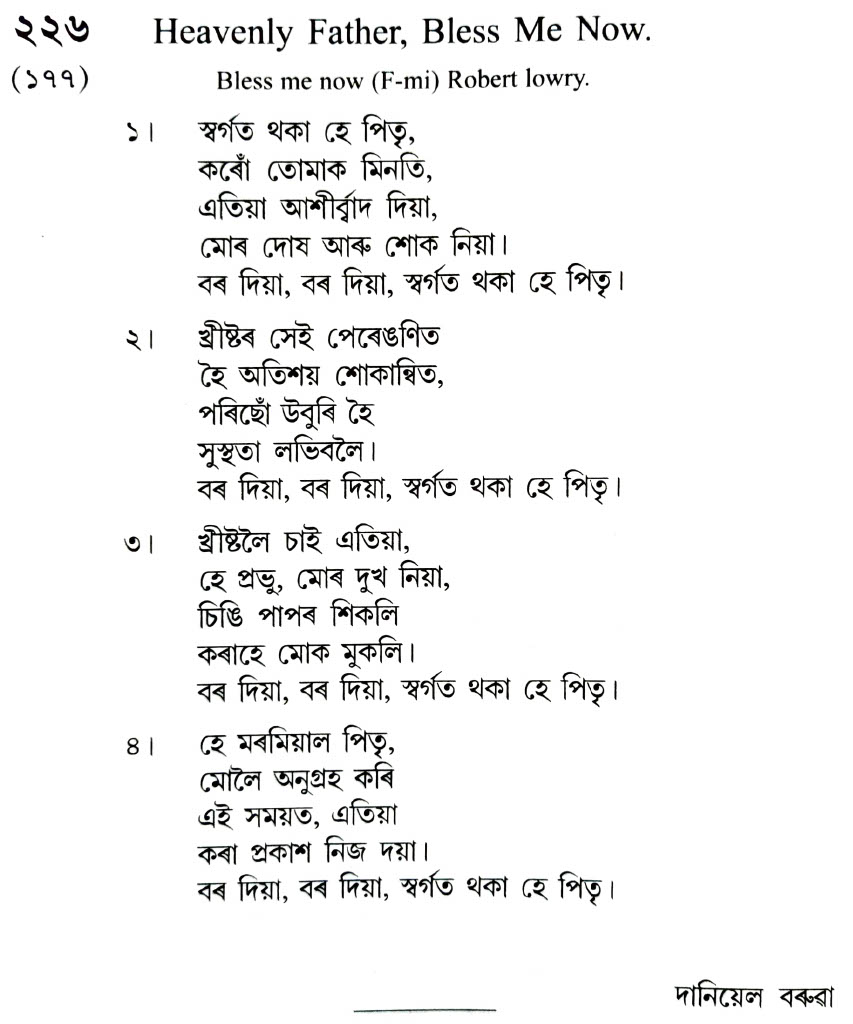 ২২৬ Heavenly Father, Bless Me Now.
(১৭৭) Bless me now (F-mi) Robert lowry.
১। স্বৰ্গত থকা হে পিতৃ,
কৰোঁ তোমাক মিনতি,
এতিয়া আশীৰ্ব্বাদ দিয়া,
মোৰ দোষ আৰু শোক নিয়া।
বৰ দিয়া, বৰ দিয়া, স্বৰ্গত থকা হে পিতৃ।
২। খ্ৰীষ্টৰ সেই পেৰেঙণিত
হৈ অতিশয় শোকান্বিত,
পৰিছোঁ উবুৰি হৈ
সুস্থতা লভিবলৈ।
বৰ দিয়া, বৰ দিয়া, স্বৰ্গত থকা হে পিতৃ।
৩। খ্ৰীষ্টলৈ চাই এতিয়া,
হে প্ৰভু, মোৰ দুখ নিয়া,
চিঙি পাপৰ শিকলি
কৰাহে মোক মুকলি।
বৰ দিয়া, বৰ দিয়া, স্বৰ্গত থকা হে পিতৃ।
৪। হে মৰমিয়াল পিতৃ,
মোলৈ অনুগ্ৰহ কৰি
এই সময়ত, এতিয়া
কৰা প্ৰকাশ নিজ দয়া।
বৰ দিয়া, বৰ দিয়া, স্বৰ্গত থকা হে পিতৃ।
দানিয়েল বৰুৱা